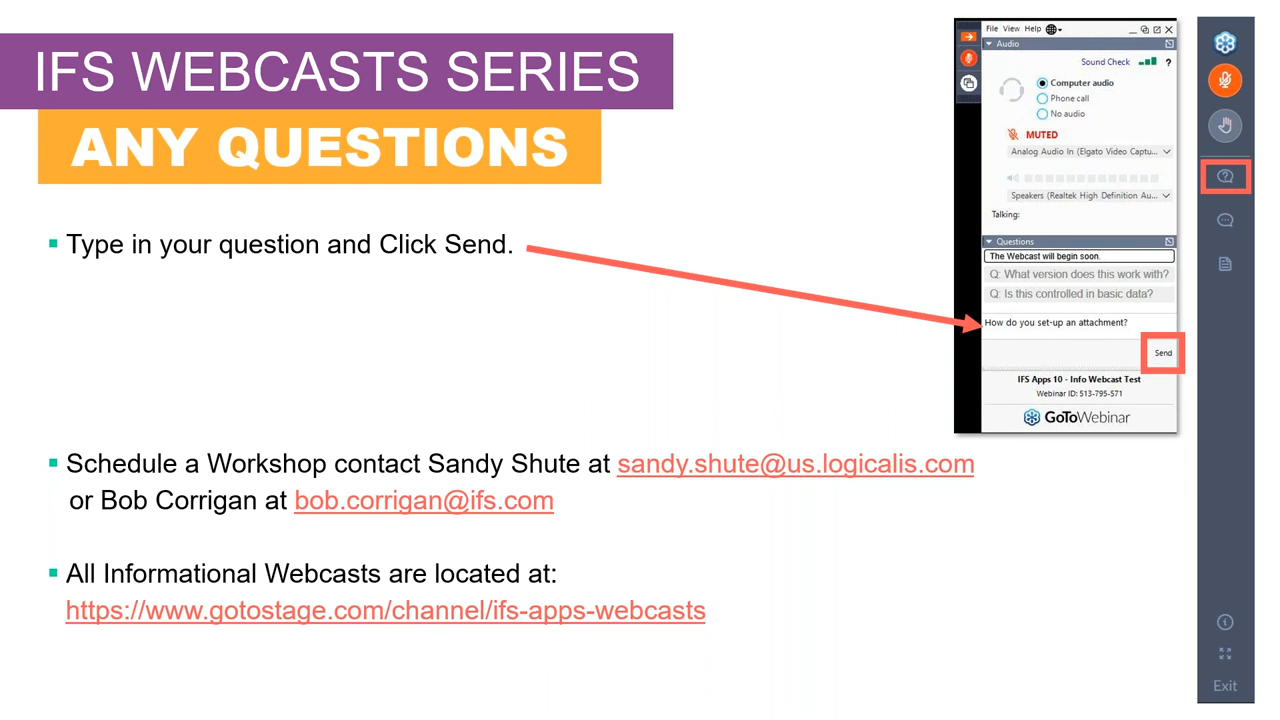 IFS WEBCASTS SERIES
ANY QUESTIONS
Type in your question and Click Send.
Schedule a Workshop contact Sandy Shute at sandy.shute@us.logicalis.com
or Bob Corrigan at bob.corrigan@ifs.com
All Informational Webcasts are located at:
https://www.gotostage.com/channel/ifs-apps-webcasts
File View Help
Audio
Sound Check ?
Computer audio
Phone call
No audio
MUTED
Analog Audio In (Elgato Video Captu...
Speakers (Realtek High Definition Au...
Talking:
Questions
The Webcast will begin soon.
Q: What version does this work with?
Q: Is this controlled in basic data?
How do you set-up an attachment?
Send
IFS Apps 10 - Info Webcast Test
Webinar ID: 513-795-571
GoToWebinar
Exit